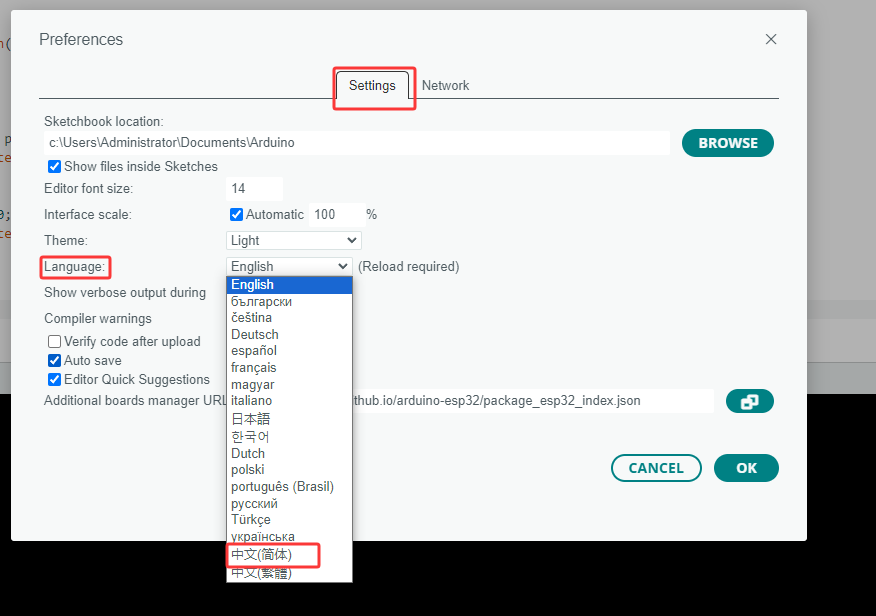 Preferences
Settings Network
Sketchbook location:
c:\Users\Administrator\Documents\Arduino BROWSE
Show files inside Sketches
Editor font size: 14
Interface scale: Automatic 100 %
Theme: Light
Language: English (Reload required)
English
Show verbose output during
български
Compiler warnings
čeština
Deutsch
Verify code after upload
español
Auto save
français
Editor Quick Suggestions
magyar
Additional boards manager URL thub.io/arduino-esp32/package_esp32_index.json
italiano
日本語
한국어
Dutch
polski
CANCEL OK
português (Brasil)
русский
Türkçe
українська
中文(简体)
中文(繁體)